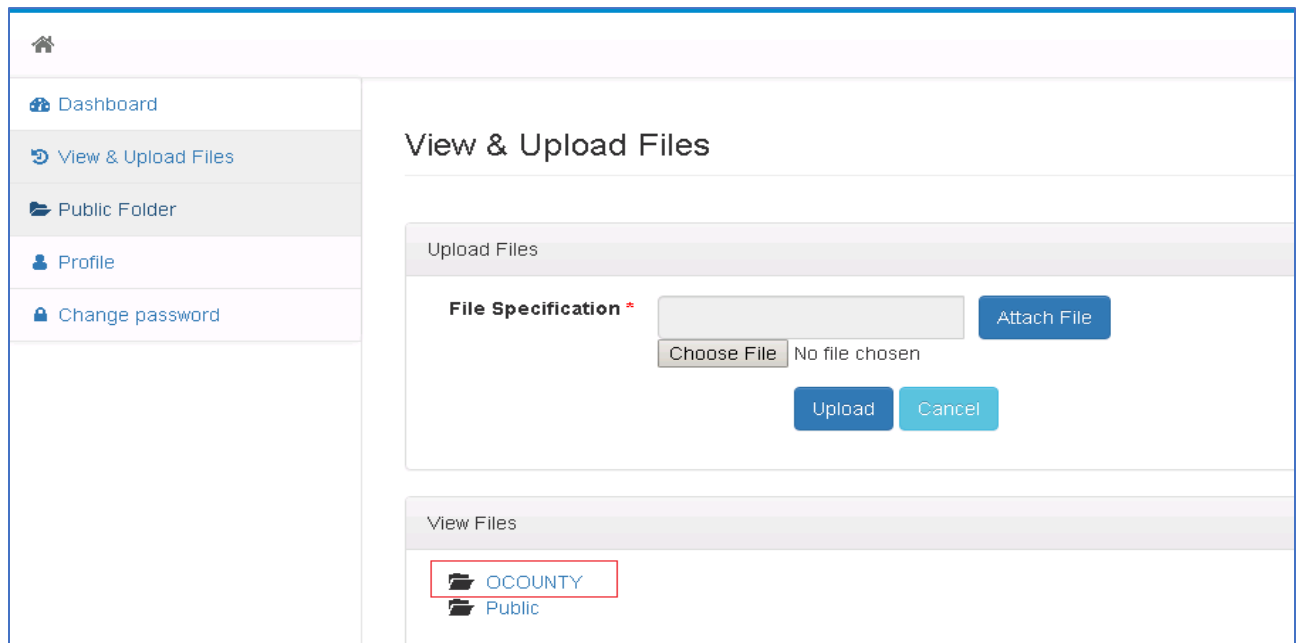 Dashboard
View & Upload Files
Public Folder
Profile
Change password
View & Upload Files
Upload Files
File Specification *
Attach File
Choose File No file chosen
Upload Cancel
View Files
OCOUNTY
Public